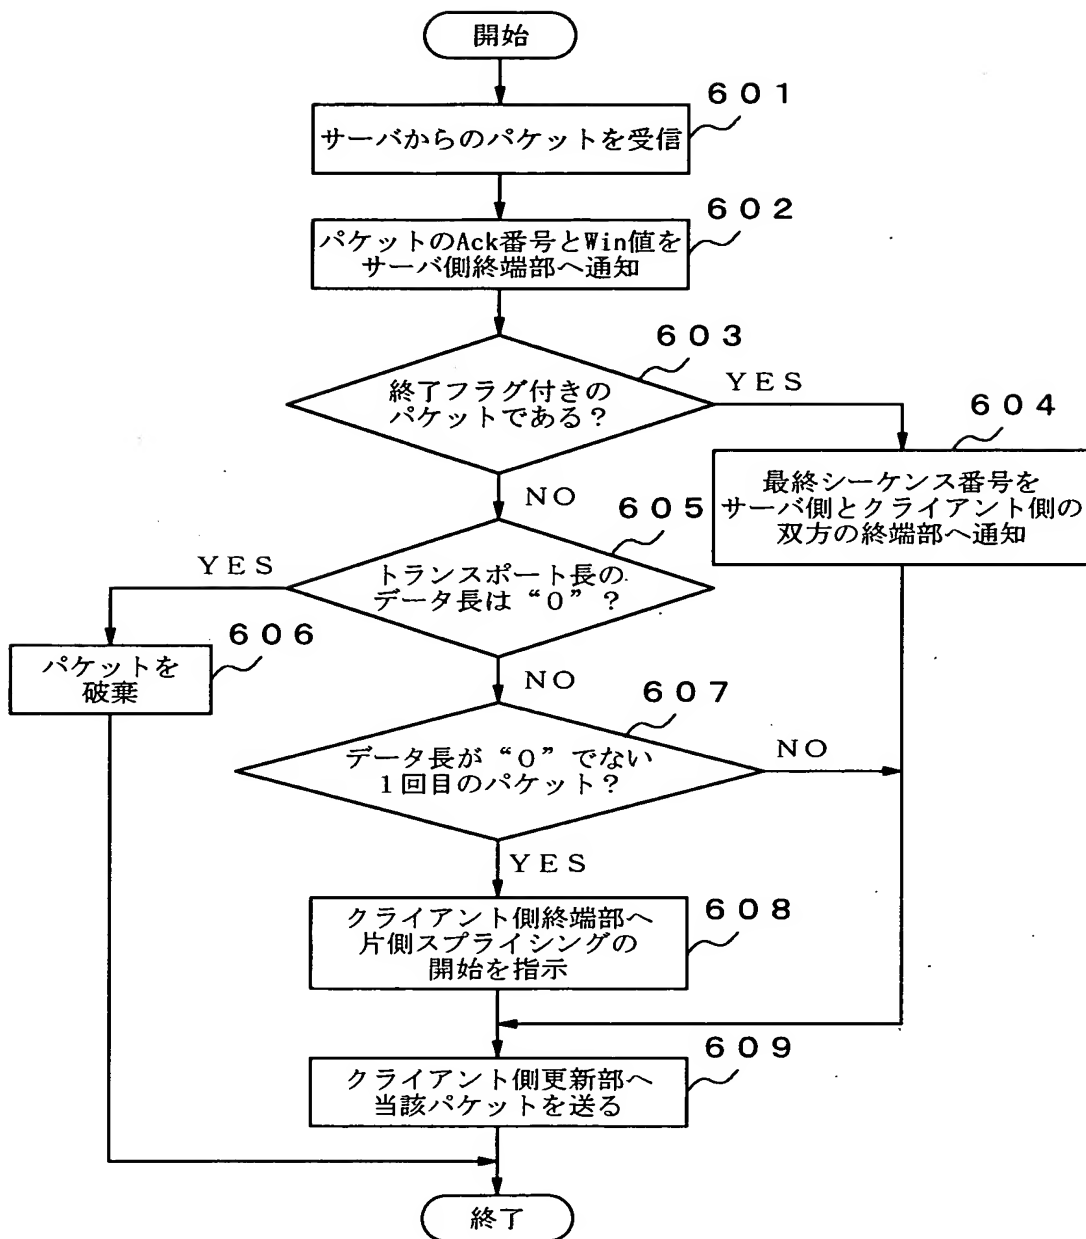 開始
601
サーバからのパケットを受信
602
パケットのAck番号とWin値を
サーバ側終端部へ通知
603
終了フラグ付きの
パケットである？
YES
604
最終シーケンス番号を
サーバ側とクライアント側の
双方の終端部へ通知
NO
605
トランスポート長の
データ長は“0”？
YES
606
パケットを
破棄
NO
607
データ長が“0”でない
1回目のパケット？
NO
YES
608
クライアント側終端部へ
片側スプライシングの
開始を指示
609
クライアント側更新部へ
当該パケットを送る
終了